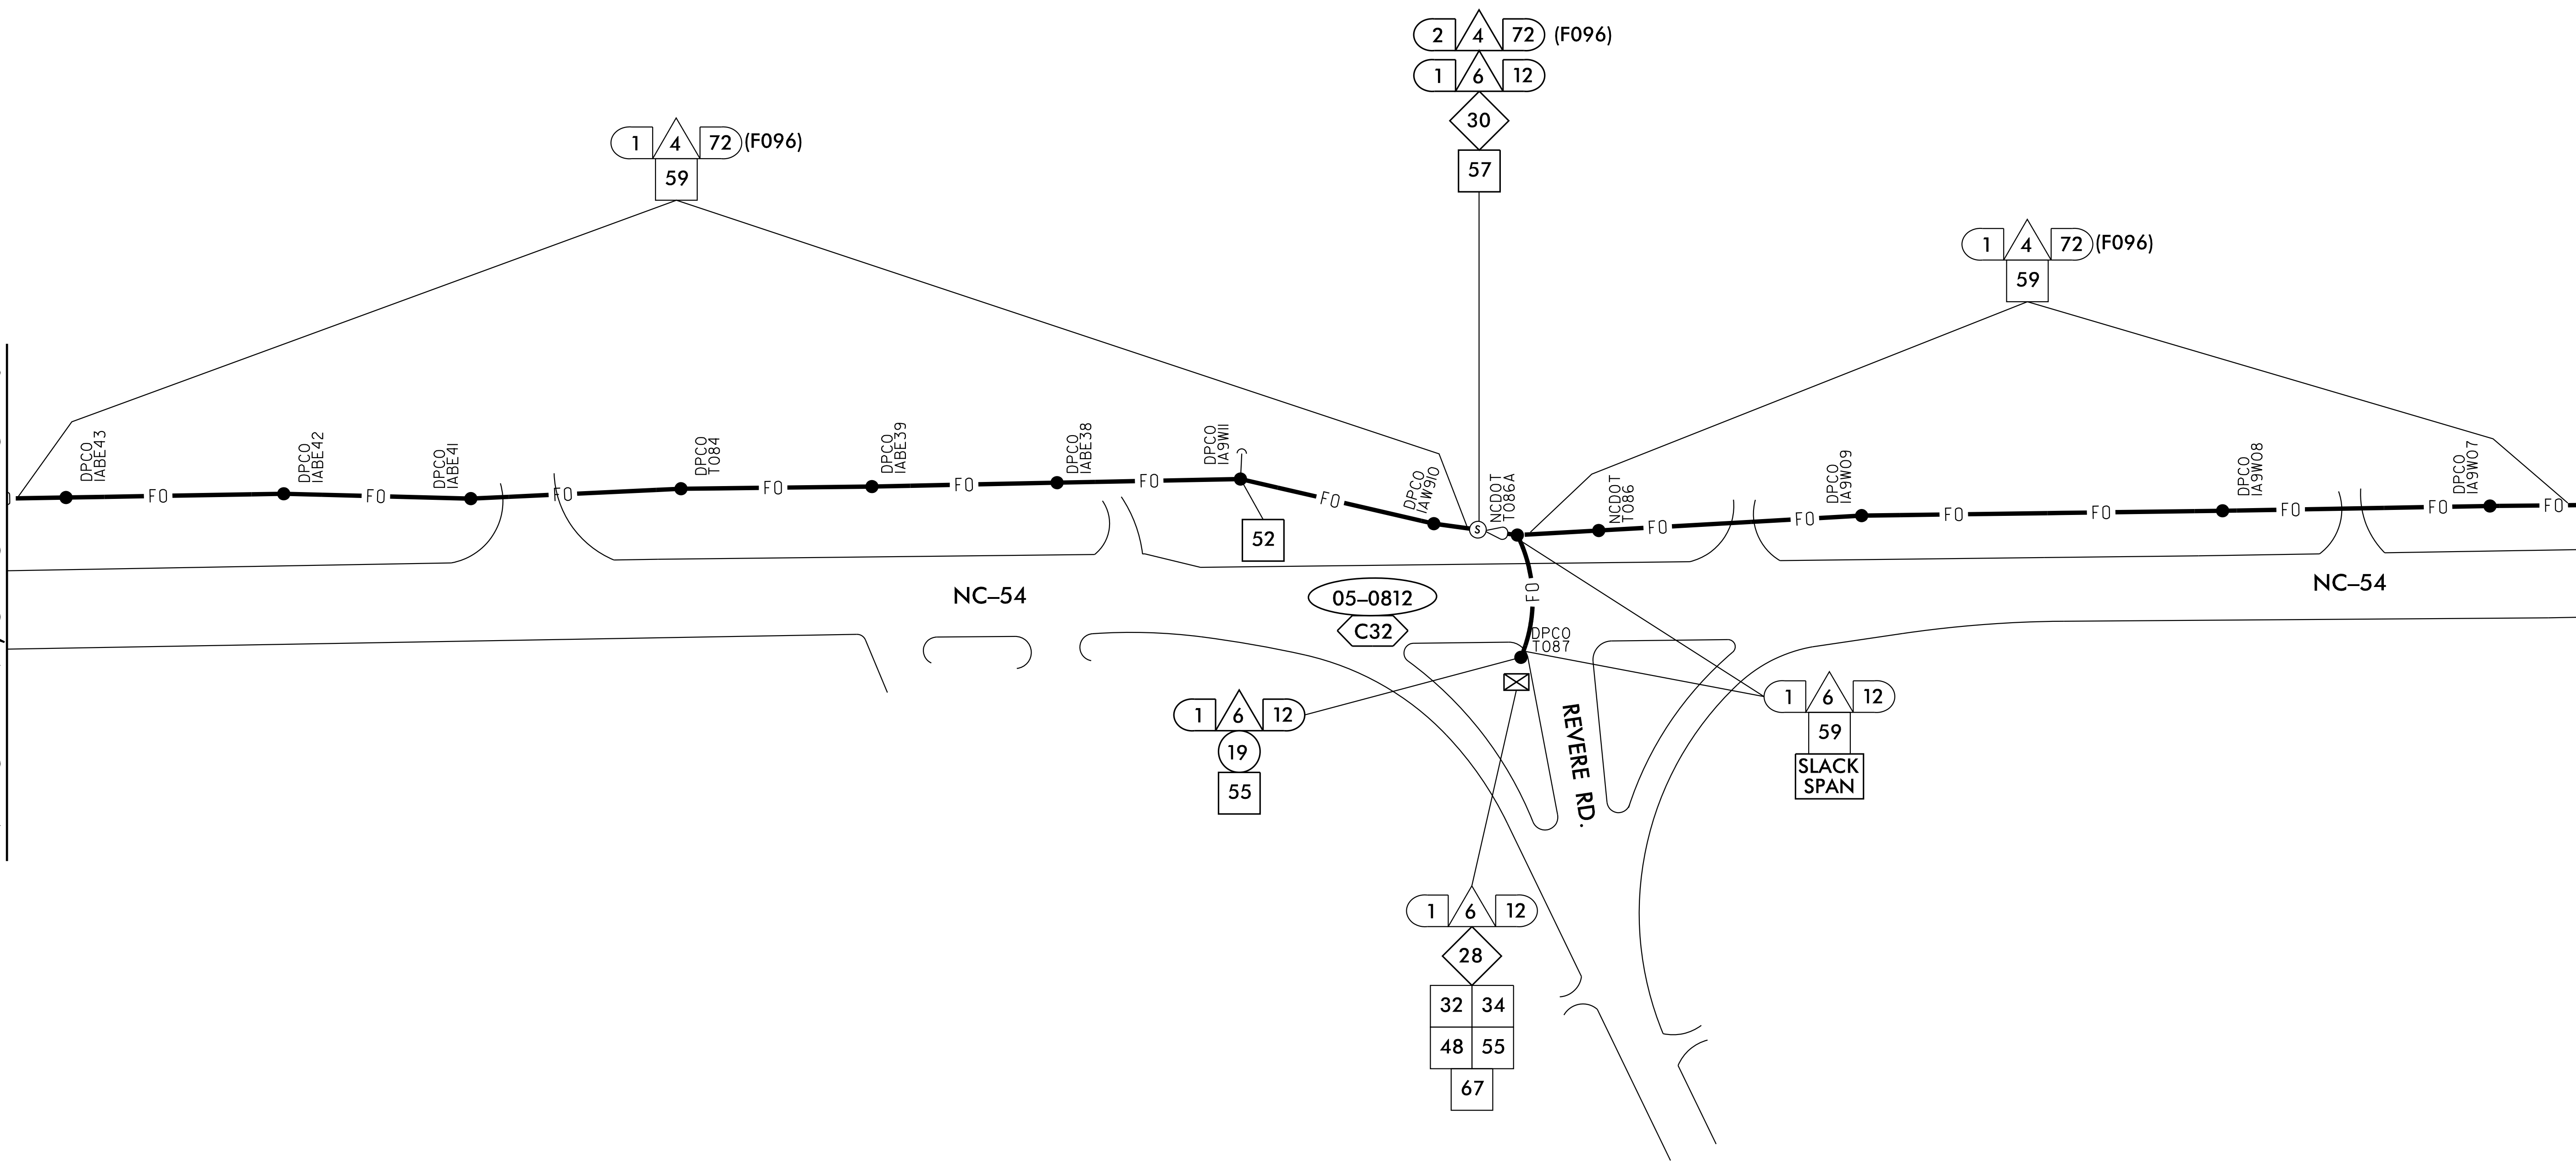 2 4 72 (F096)
1 6 12
30
57
1 4 72 (F096)
59
1 4 72 (F096)
59
DPCO
IABE43
DPCO
IABE42
DPCO
IABE41
DPCO
T084
DPCO
IABE39
DPCO
IABE38
DPCO
IA9W11
DPCO
IAW910
NCDOT
T086A
NCDOT
T086
DPCO
IA9W09
DPCO
IA9W08
DPCO
IA9W07
FO
FO
FO
FO
FO
FO
FO
S
FO
FO
FO
FO
FO
FO
FO
52
NC-54
NC-54
05-0812
C32
FO
DPCO
T087
1 6 12
19
55
1 6 12
59
SLACK
SPAN
REVERE RD.
1 6 12
28
32 34
48 55
67